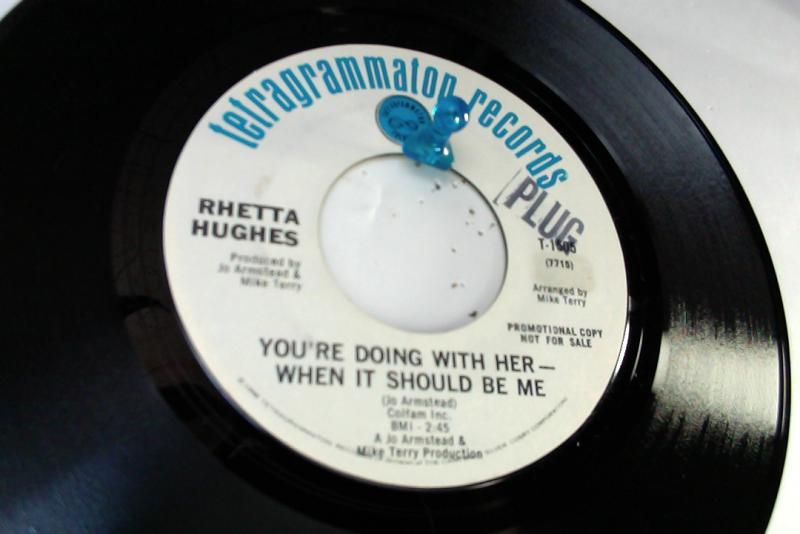 tetragrammaton records
PLUG
RHETTA
HUGHES
Produced by
Jo Armstead &
Mike Terry
T-1505
(7715)
Arranged by
Mike Terry
PROMOTIONAL COPY
NOT FOR SALE
YOU'RE DOING WITH HER—
WHEN IT SHOULD BE ME
(Jo Armstead)
Colfam Inc.
BMI - 2:45
A Jo Armstead &
Mike Terry Production